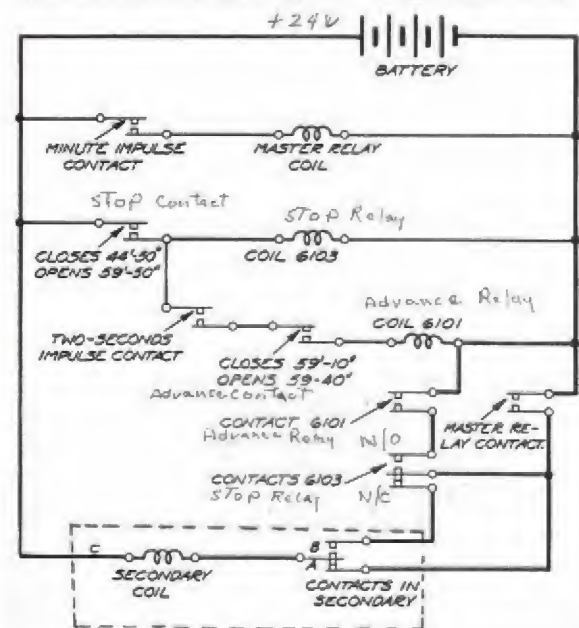 +24V
BATTERY
MINUTE IMPULSE
CONTACT
MASTER RELAY
COIL
STOP Contact
STOP Relay
CLOSES 44'-50"
OPENS 59'-50"
COIL 6103
Advance Relay
COIL 6101
TWO-SECONDS
IMPULSE CONTACT
CLOSES 59'-10"
OPENS 59-40"
Advance Contact
CONTACT 6101
Advance Relay N/O
MASTER RE-
LAY CONTACT.
CONTACTS 6103
STOP Relay N/C
C
SECONDARY
COIL
B
A
CONTACTS IN
SECONDARY